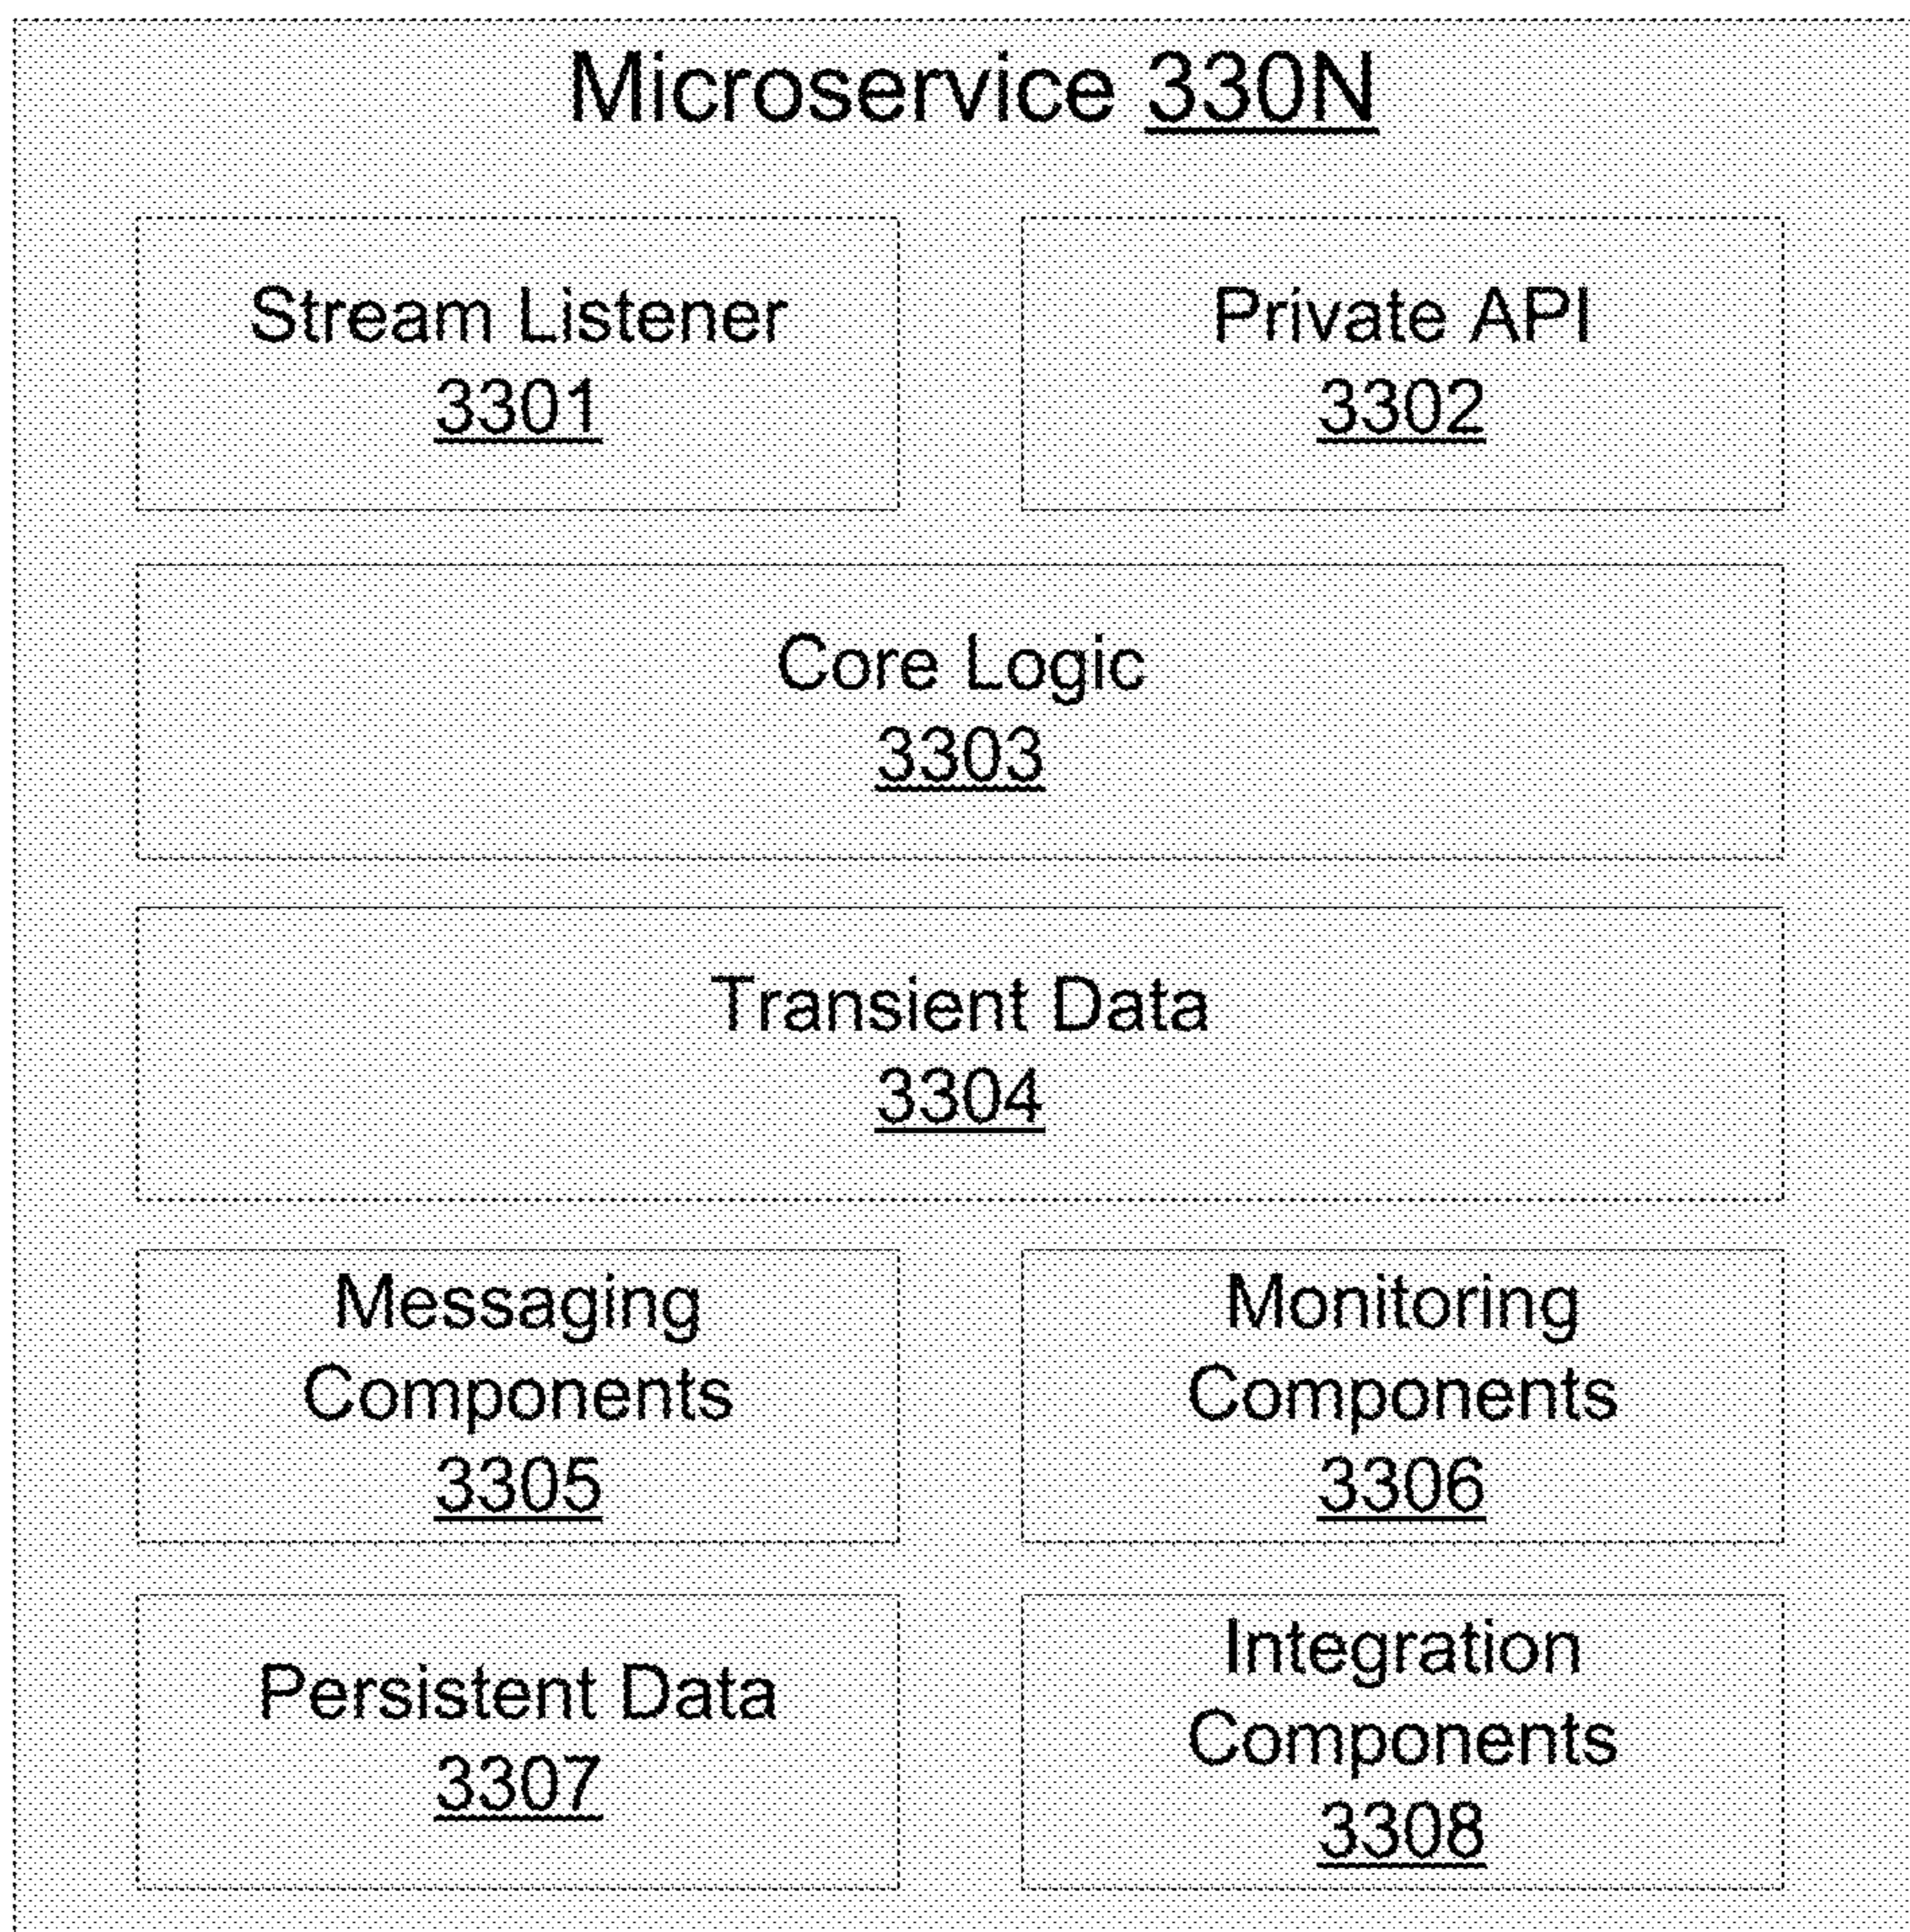 Microservice 330N
Stream Listener
3301
Private API
3302
Core Logic
3303
Transient Data
3304
Messaging
Components
3305
Monitoring
Components
3306
Persistent Data
3307
Integration
Components
3308